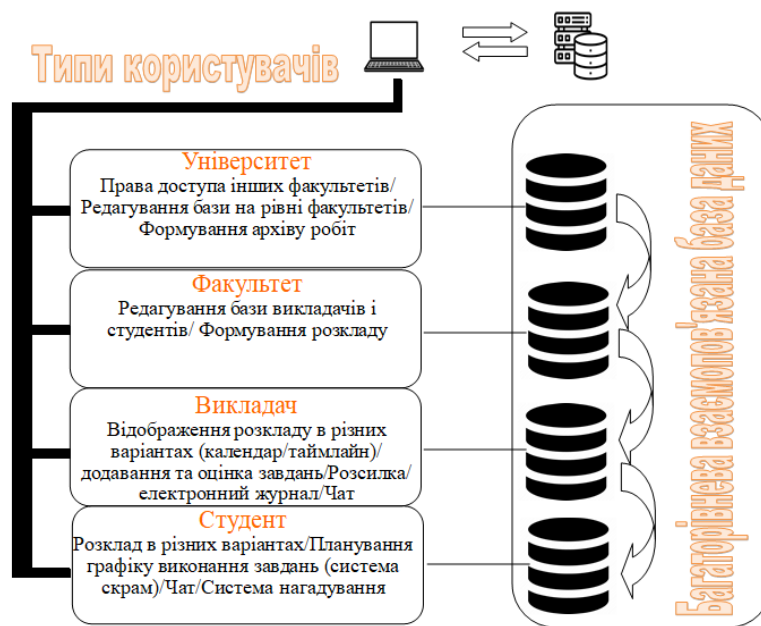 Типи користувачів
Університет
Права доступа інших факультетів/
Редагування бази на рівні факультетів/
Формування архіву робіт
Факультет
Редагування бази викладачів і
студентів/ Формування розкладу
Викладач
Відображення розкладу в різних
варіантах (календар/таймлайн)/
додавання та оцінка завдань/Розсилка/
електронний журнал/Чат
Студент
Розклад в різних варіантах/Планування
графіку виконання завдань (система
скрам)/Чат/Система нагадування
Багаторівнева взаємопов'язана база даних